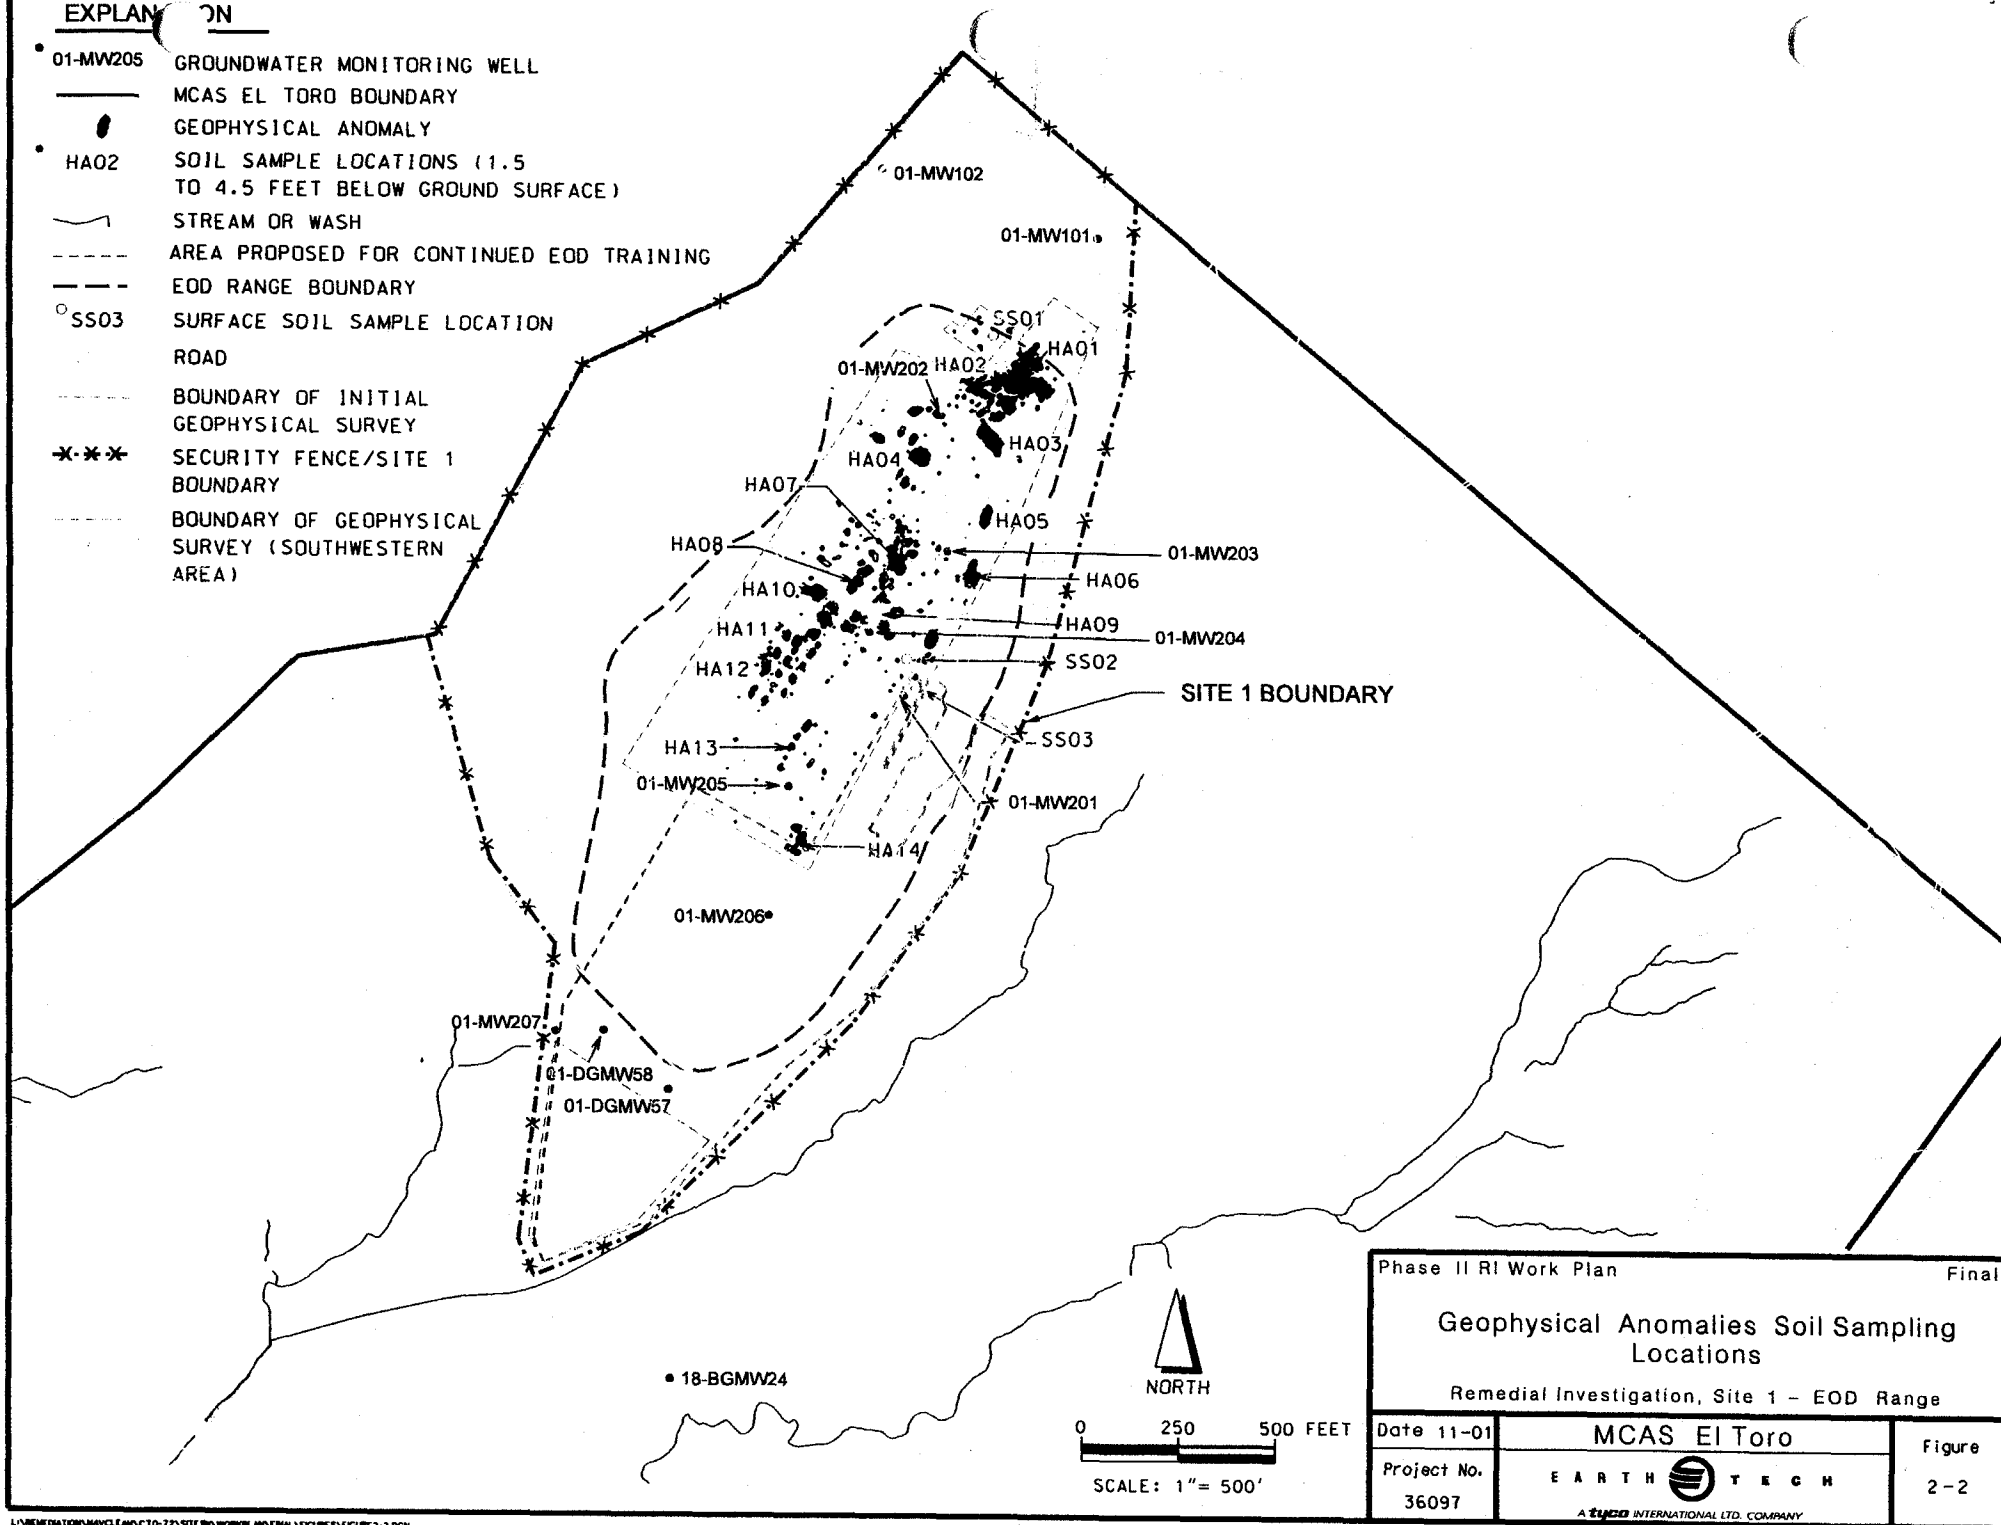 01-MW205 GROUNDWATER MONITORING WELL
MCAS EL TORO BOUNDARY
GEOPHYSICAL ANOMALY
HA02 SOIL SAMPLE LOCATIONS (1.5
TO 4.5 FEET BELOW GROUND SURFACE)
STREAM OR WASH
AREA PROPOSED FOR CONTINUED EOD TRAINING
EOD RANGE BOUNDARY
SS03 SURFACE SOIL SAMPLE LOCATION
ROAD
BOUNDARY OF INITIAL
GEOPHYSICAL SURVEY
SECURITY FENCE/SITE 1
BOUNDARY
BOUNDARY OF GEOPHYSICAL
SURVEY (SOUTHWESTERN
AREA)
01-MW102
01-MW101
SS01
HA01
01-MW202
HA02
HA03
HA04
HA07
HA05
HA08
01-MW203
HA06
HA10
HA09
HA11
01-MW204
SS02
HA12
SITE 1 BOUNDARY
SS03
HA13
01-MW205
01-MW201
HA14
01-MW206
01-MW207
01-DGMW58
01-DGMW57
18-BGMW24
NORTH
0 250 500 FEET
SCALE: 1"= 500'
Phase II RI Work Plan Final
Geophysical Anomalies Soil Sampling
Locations
Remedial Investigation, Site 1 - EOD Range
Date 11-01
Project No.
36097
MCAS El Toro
EARTH TECH
A tyco INTERNATIONAL LTD. COMPANY
Figure
2-2